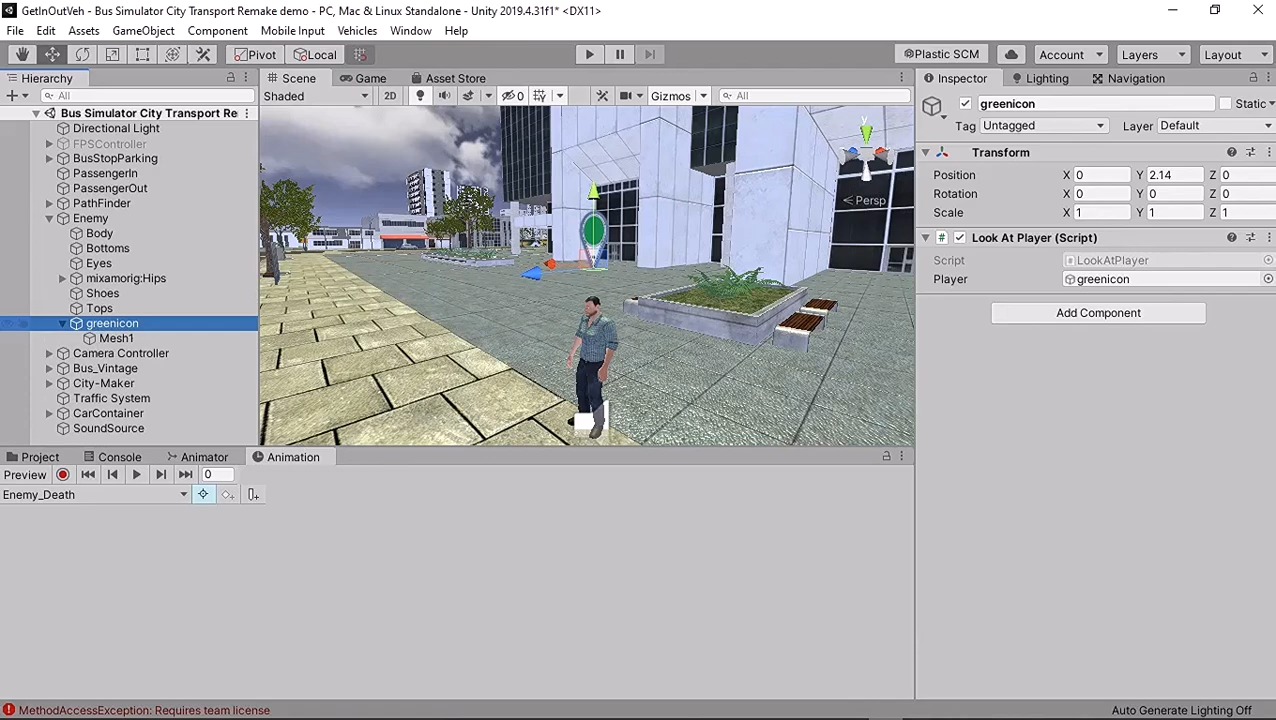 GetInOutVeh - Bus Simulator City Transport Remake demo - PC, Mac & Linux Standalone - Unity 2019.4.31f1* <DX11>
File Edit Assets GameObject Component Mobile Input Vehicles Window Help
Pivot Local Plastic SCM Account Layers Layout
Hierarchy
All
Bus Simulator City Transport Re
Directional Light
FPSController
BusStopParking
PassengerIn
PassengerOut
PathFinder
Enemy
Body
Bottoms
Eyes
mixamorig:Hips
Shoes
Tops
greenicon
Mesh1
Camera Controller
Bus_Vintage
City-Maker
Traffic System
CarContainer
SoundSource
Scene Game Asset Store
Shaded 2D 0 Gizmos All
y
Persp
Inspector Lighting Navigation
greenicon Static
Tag Untagged Layer Default
Transform
Position X 0 Y 2.14 Z 0
Rotation X 0 Y 0 Z 0
Scale X 1 Y 1 Z 1
# Look At Player (Script)
Script LookAtPlayer
Player greenicon
Add Component
Project Console Animator Animation
Preview 0
Enemy_Death
MethodAccessException: Requires team license
Auto Generate Lighting Off